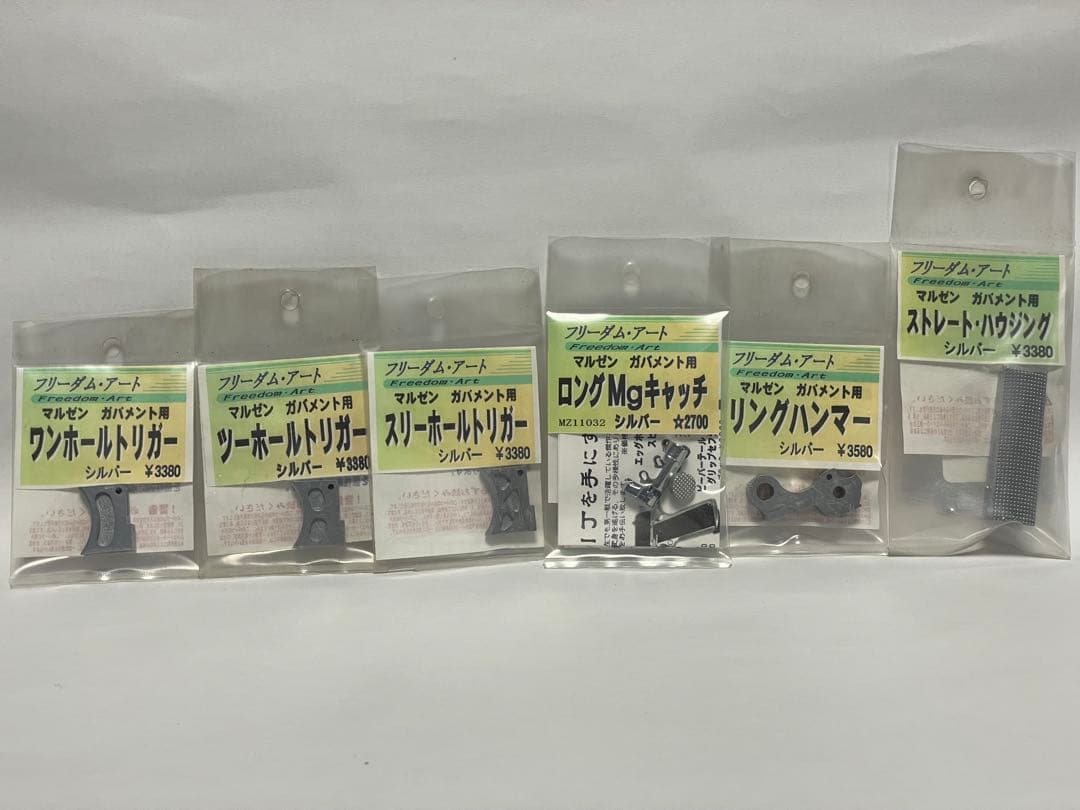 フリーダム・アート
Freedom・Art
マルゼン ガバメント用
ワンホールトリガー
シルバー ¥3380
フリーダム・アート
Freedom・Art
マルゼン ガバメント用
ツーホールトリガー
シルバー ¥3380
フリーダム・アート
Freedom・Art
マルゼン ガバメント用
スリーホールトリガー
シルバー ¥3380
フリーダム・アート
Freedom・Art
マルゼン ガバメント用
ロングMgキャッチ
MZ11032 シルバー ☆2700
を手にす
フリーダム・アート
Freedom・Art
マルゼン ガバメント用
リングハンマー
シルバー ¥3580
フリーダム・アート
Freedom・Art
マルゼン ガバメント用
ストレート・ハウジング
シルバー ¥3380